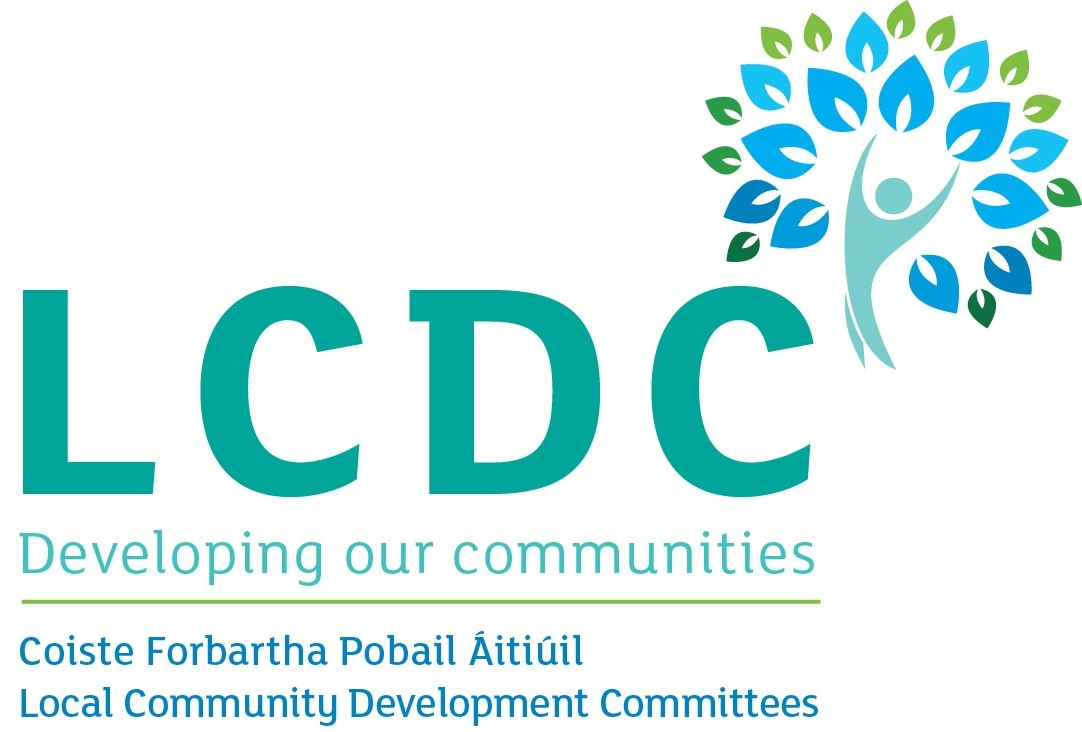 LCDC
Developing our communities
Coiste Forbartha Pobail Áitiúil
Local Community Development Committees